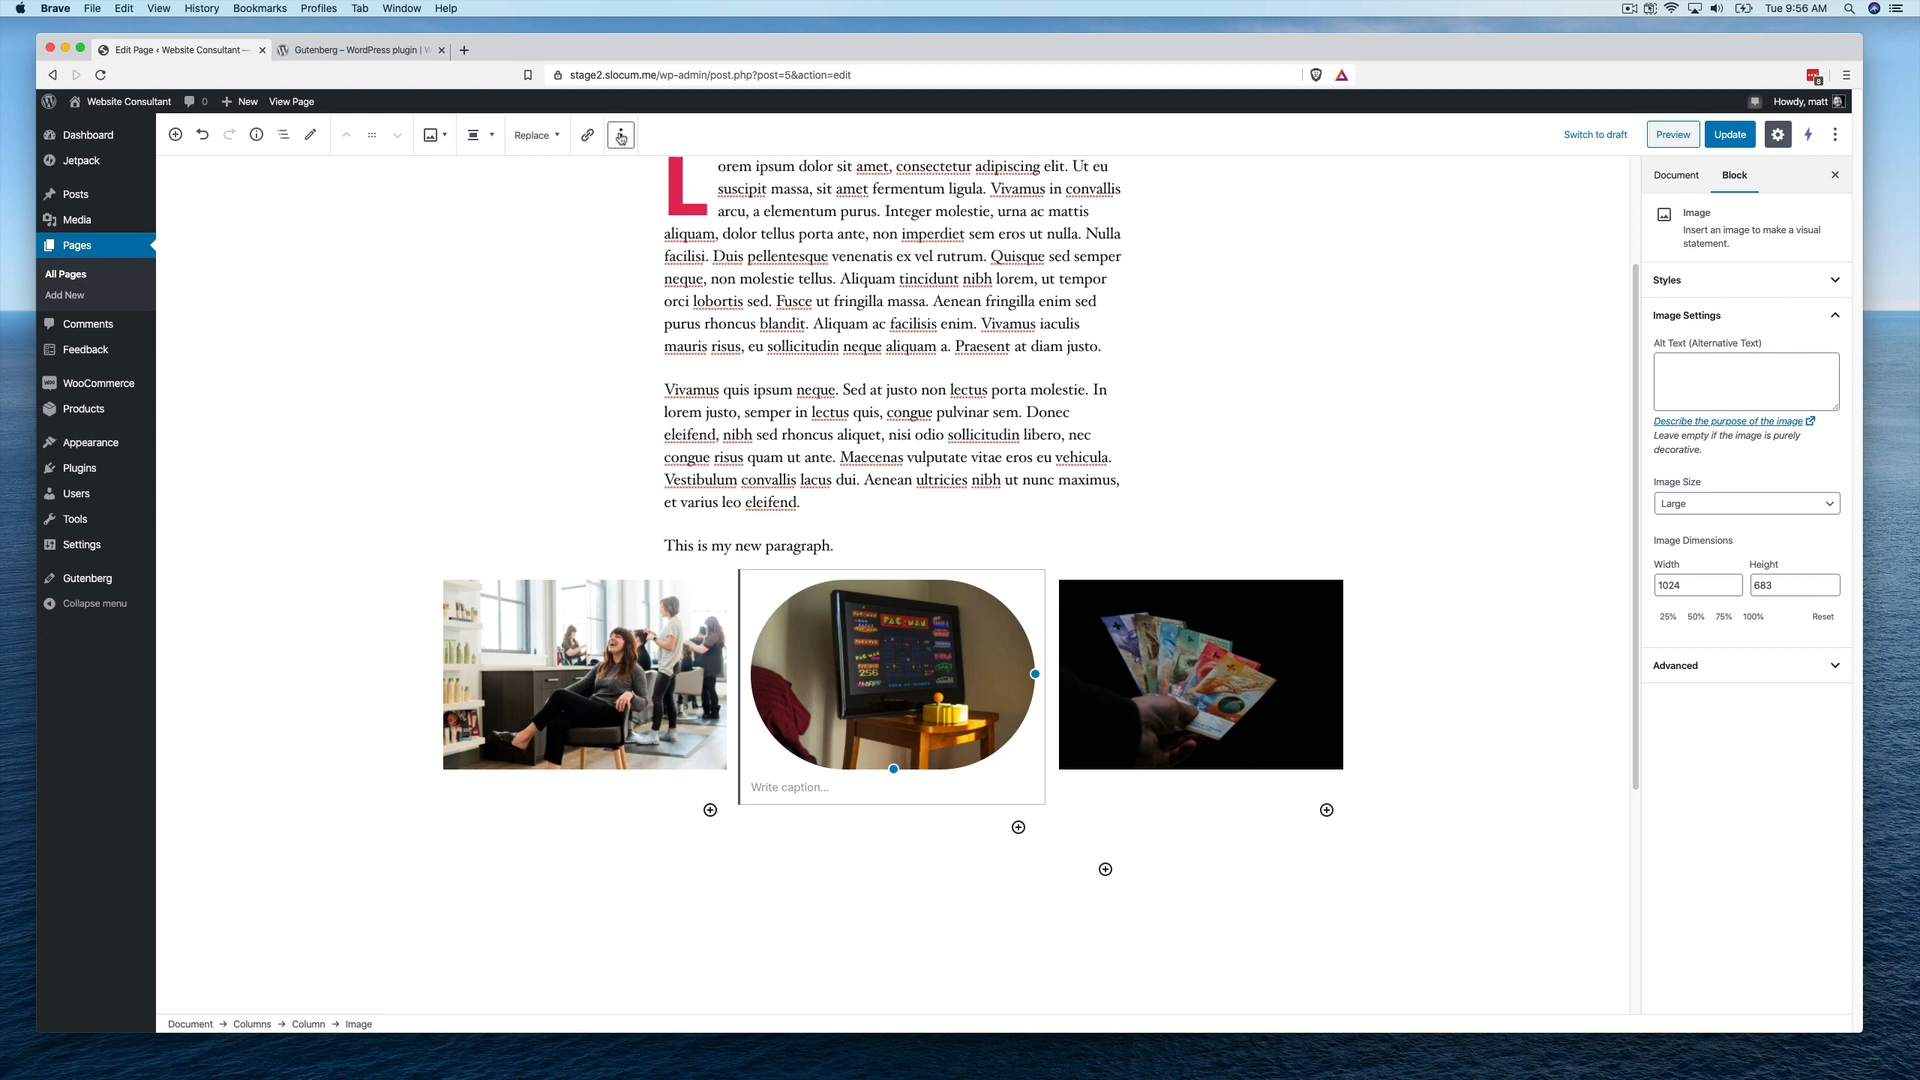 Brave File Edit View History Bookmarks Profiles Tab Window Help Tue 9:56 AM
Edit Page ‹ Website Consultant — Gutenberg – WordPress plugin |
stage2.slocum.me/wp-admin/post.php?post=5&action=edit
8
Website Consultant 0 New View Page Howdy, matt
Dashboard
Jetpack
Posts
Media
Pages
All Pages
Add New
Comments
Feedback
WooCommerce
Products
Appearance
Plugins
Users
Tools
Settings
Gutenberg
Collapse menu
Replace
Switch to draft Preview Update
L
orem ipsum dolor sit amet, consectetur adipiscing elit. Ut eu
suscipit massa, sit amet fermentum ligula. Vivamus in convallis
arcu, a elementum purus. Integer molestie, urna ac mattis
aliquam, dolor tellus porta ante, non imperdiet sem eros ut nulla. Nulla
facilisi. Duis pellentesque venenatis ex vel rutrum. Quisque sed semper
neque, non molestie tellus. Aliquam tincidunt nibh lorem, ut tempor
orci lobortis sed. Fusce ut fringilla massa. Aenean fringilla enim sed
purus rhoncus blandit. Aliquam ac facilisis enim. Vivamus iaculis
mauris risus, eu sollicitudin neque aliquam a. Praesent at diam justo.
Vivamus quis ipsum neque. Sed at justo non lectus porta molestie. In
lorem justo, semper in lectus quis, congue pulvinar sem. Donec
eleifend, nibh sed rhoncus aliquet, nisi odio sollicitudin libero, nec
congue risus quam ut ante. Maecenas vulputate vitae eros eu vehicula.
Vestibulum convallis lacus dui. Aenean ultricies nibh ut nunc maximus,
et varius leo eleifend.
This is my new paragraph.
PAC-MAN
256
Write caption...
Document Block
Image
Insert an image to make a visual
statement.
Styles
Image Settings
Alt Text (Alternative Text)
Describe the purpose of the image
Leave empty if the image is purely
decorative.
Image Size
Large
Image Dimensions
Width Height
1024 683
25% 50% 75% 100% Reset
Advanced
Document → Columns → Column → Image